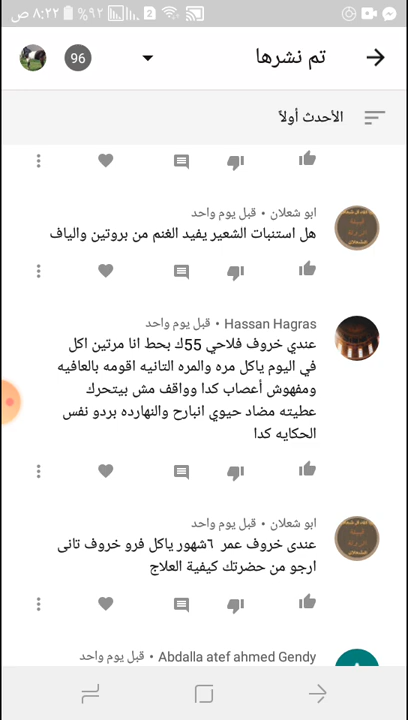 ٨:٢٢ ص ٩٢%
2
تم نشرها
96
الأحدث أولاً
ابو شعلان • قبل يوم واحد
هل استنبات الشعير يفيد الغنم من بروتين والياف
Hassan Hagras • قبل يوم واحد
عندي خروف فلاحي 55ك بحط انا مرتين اكل
في اليوم ياكل مره والمره التانيه اقومه بالعافيه
ومفهوش أعصاب كدا وواقف مش بيتحرك
عطيته مضاد حيوي انبارح والنهارده بردو نفس
الحكايه كدا
ابو شعلان • قبل يوم واحد
عندى خروف عمر ٦شهور ياكل فرو خروف تانى
ارجو من حضرتك كيفية العلاج
Abdalla atef ahmed Gendy • قبل يوم واحد